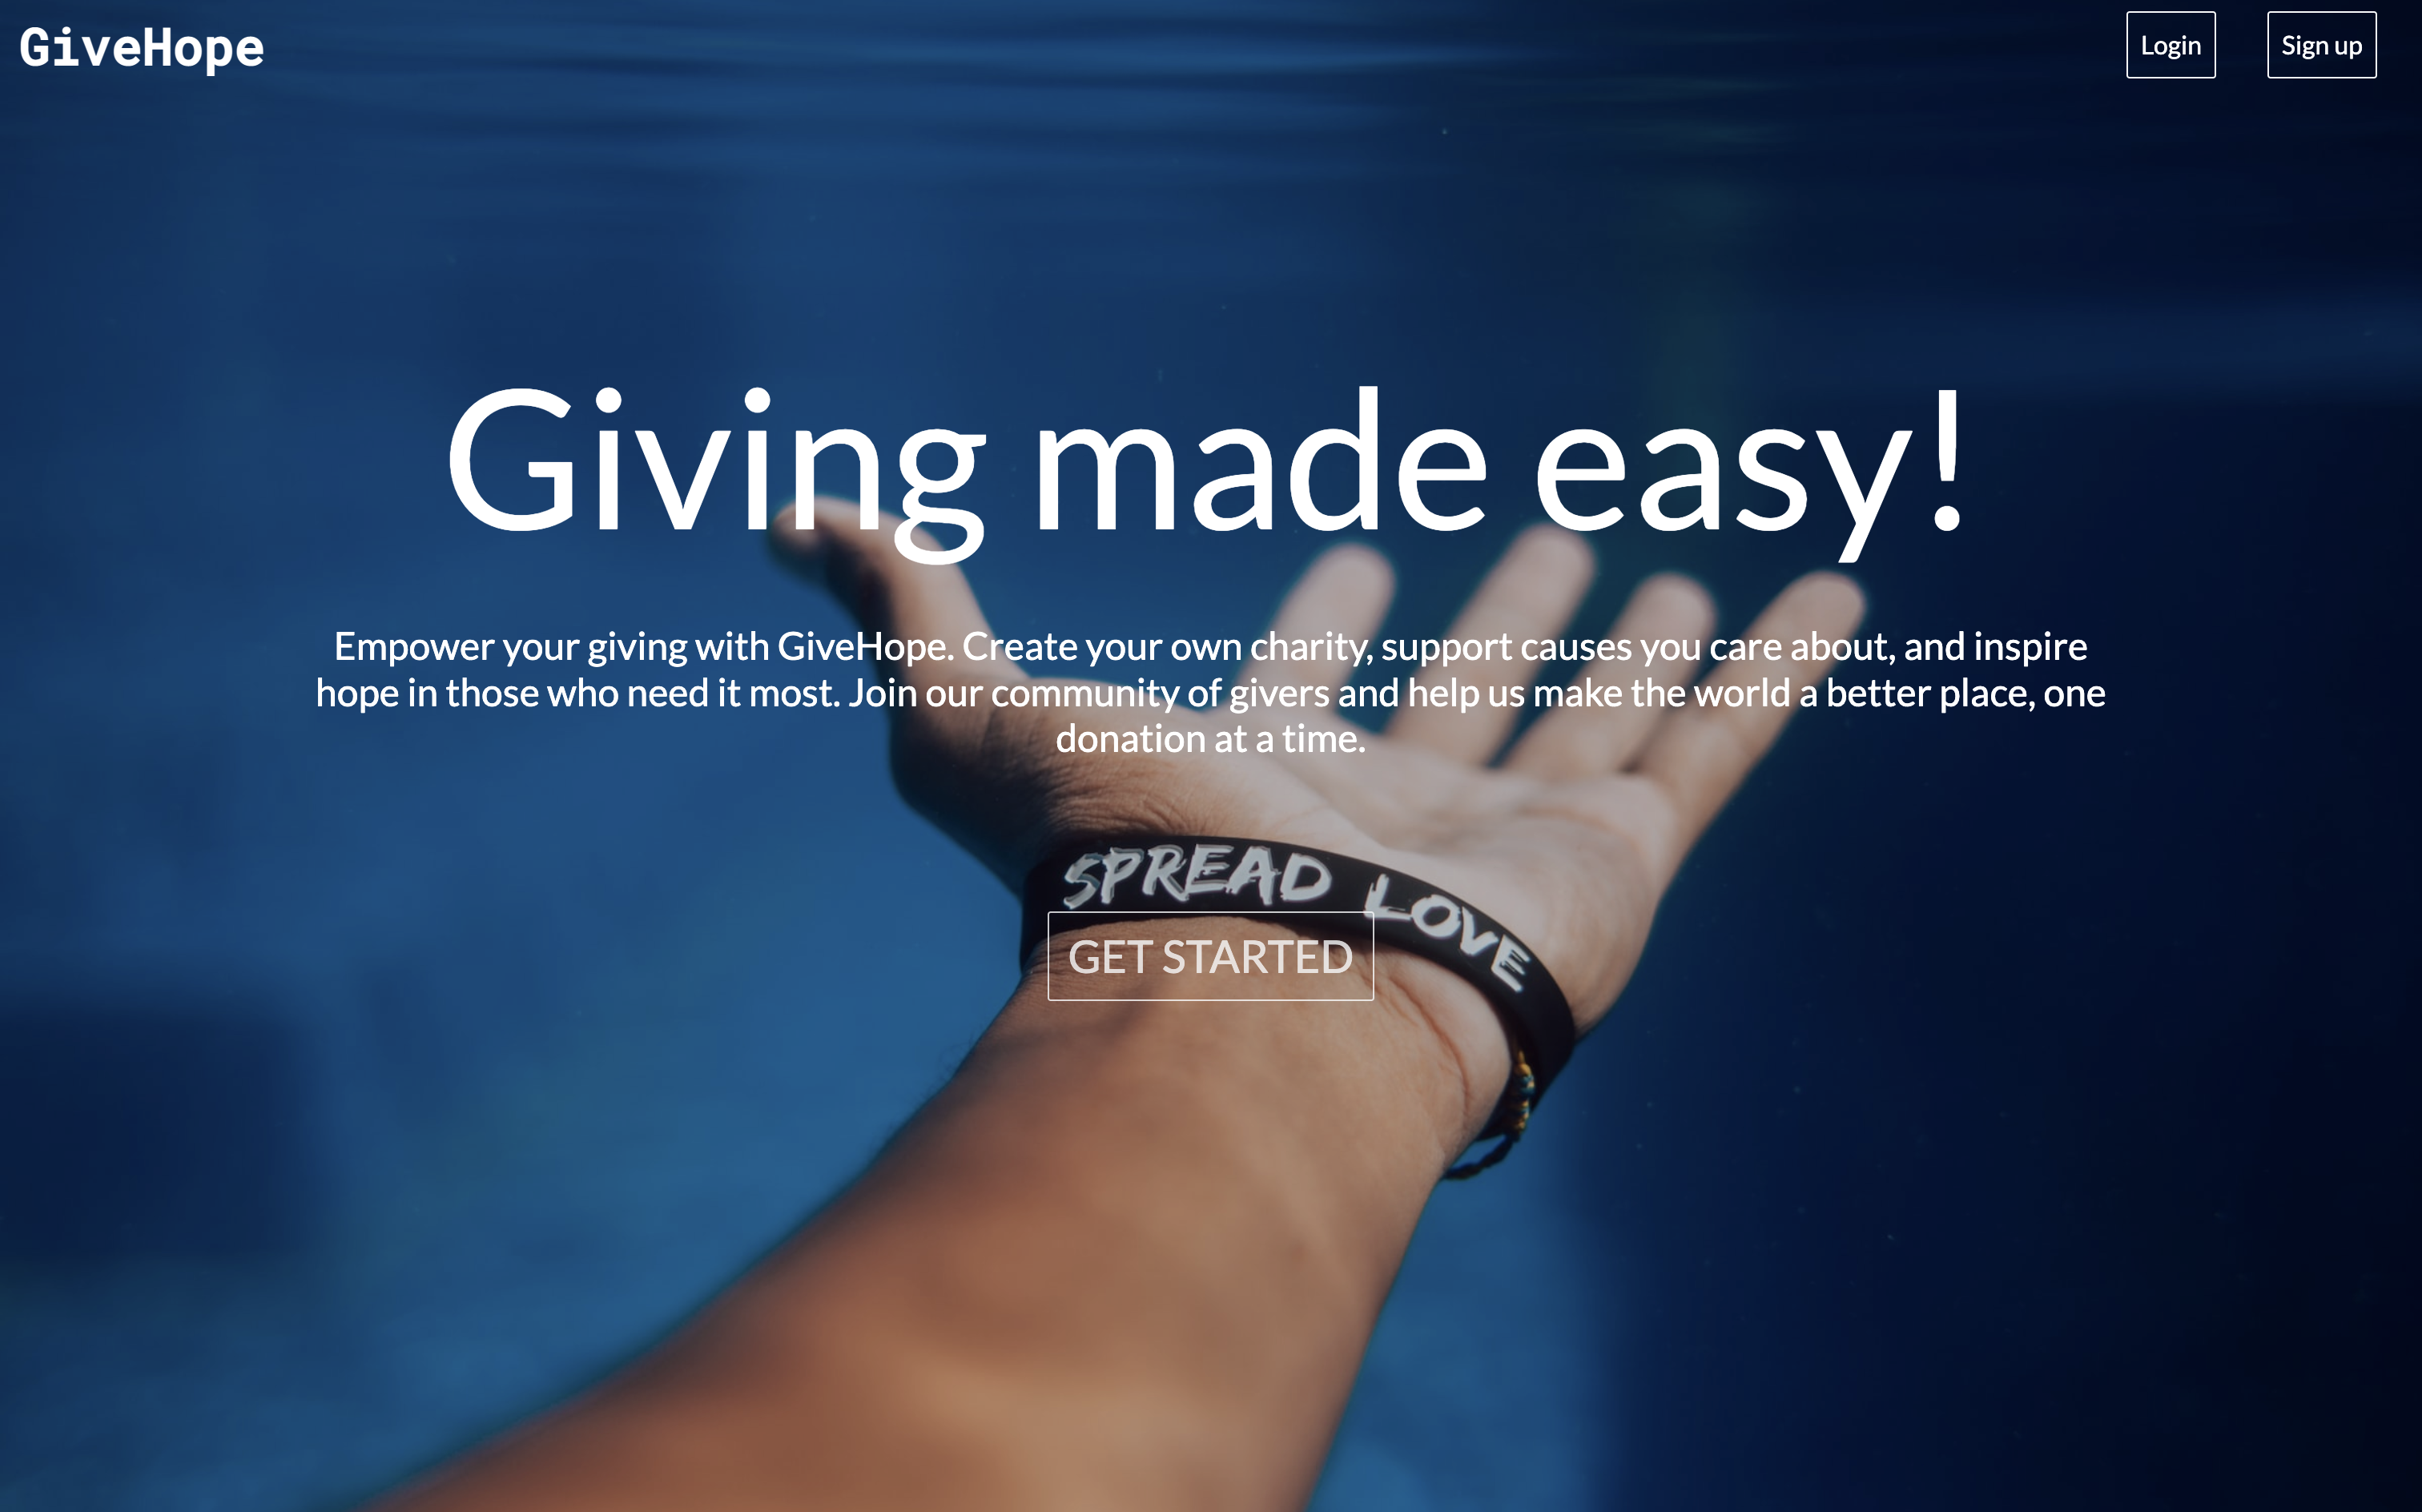 GiveHope
Login
Sign up
Giving made easy!
Empower your giving with GiveHope. Create your own charity, support causes you care about, and inspire
hope in those who need it most. Join our community of givers and help us make the world a better place, one
donation at a time.
SPREAD LOVE
GET STARTED